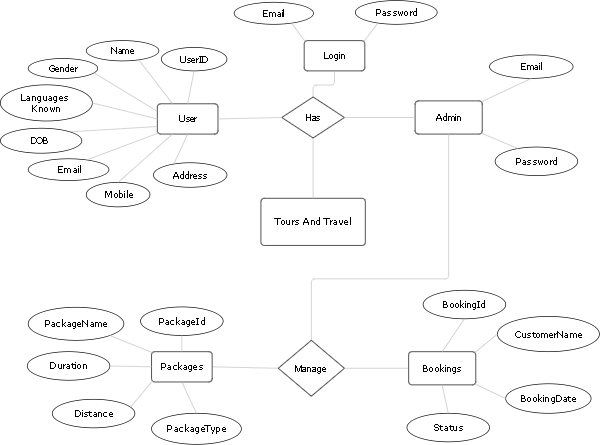 Email
Password
Login
Name
UserID
Gender
Languages
Known
DOB
Email
Mobile
Address
User
Has
Admin
Email
Password
Tours And Travel
PackageName
PackageId
Duration
Packages
Distance
PackageType
Manage
BookingId
CustomerName
Bookings
BookingDate
Status